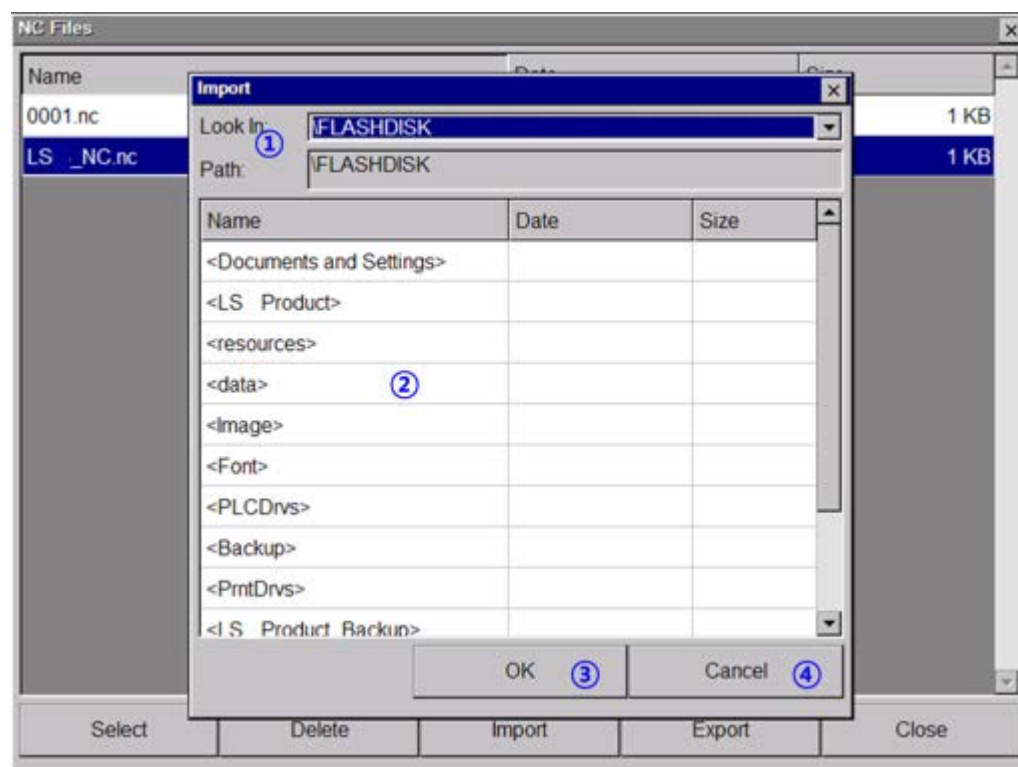 NC Files
Name Date Size
0001.nc 1 KB
LS _NC.nc 1 KB
Import
Look In: \FLASHDISK
①
Path: \FLASHDISK
Name Date Size
<Documents and Settings>
<LS Product>
<resources>
<data> ②
<Image>
<Font>
<PLCDrvs>
<Backup>
<PrntDrvs>
<LS Product Backup>
OK ③ Cancel ④
Select Delete Import Export Close